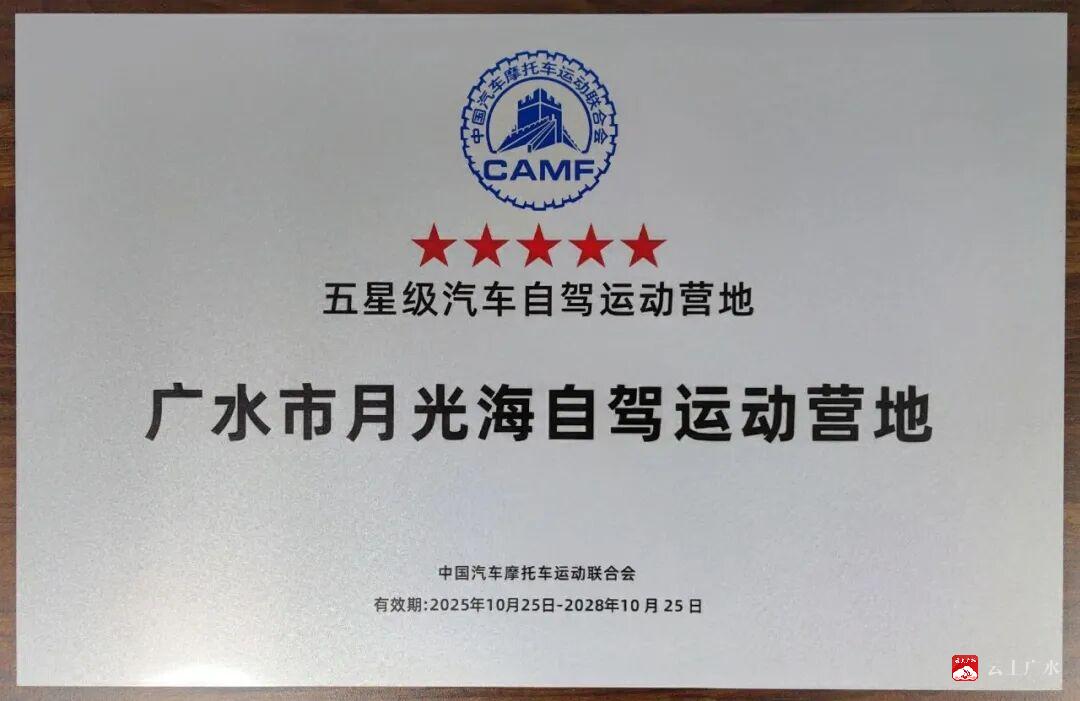 中国汽车摩托车运动联合会
CAMF
五星级汽车自驾运动营地
广水市月光海自驾运动营地
中国汽车摩托车运动联合会
有效期:2025年10月25日-2028年10月25日
云上广水